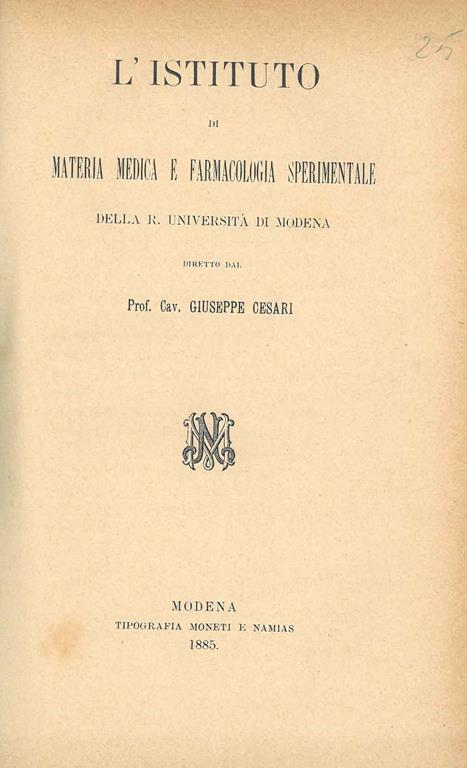 25
L' ISTITUTO
DI
MATERIA MEDICA E FARMACOLOGIA SPERIMENTALE
DELLA R. UNIVERSITÀ DI MODENA
DIRETTO DAL
Prof. Cav. GIUSEPPE CESARI
MODENA
TIPOGRAFIA MONETI E NAMIAS
1885.